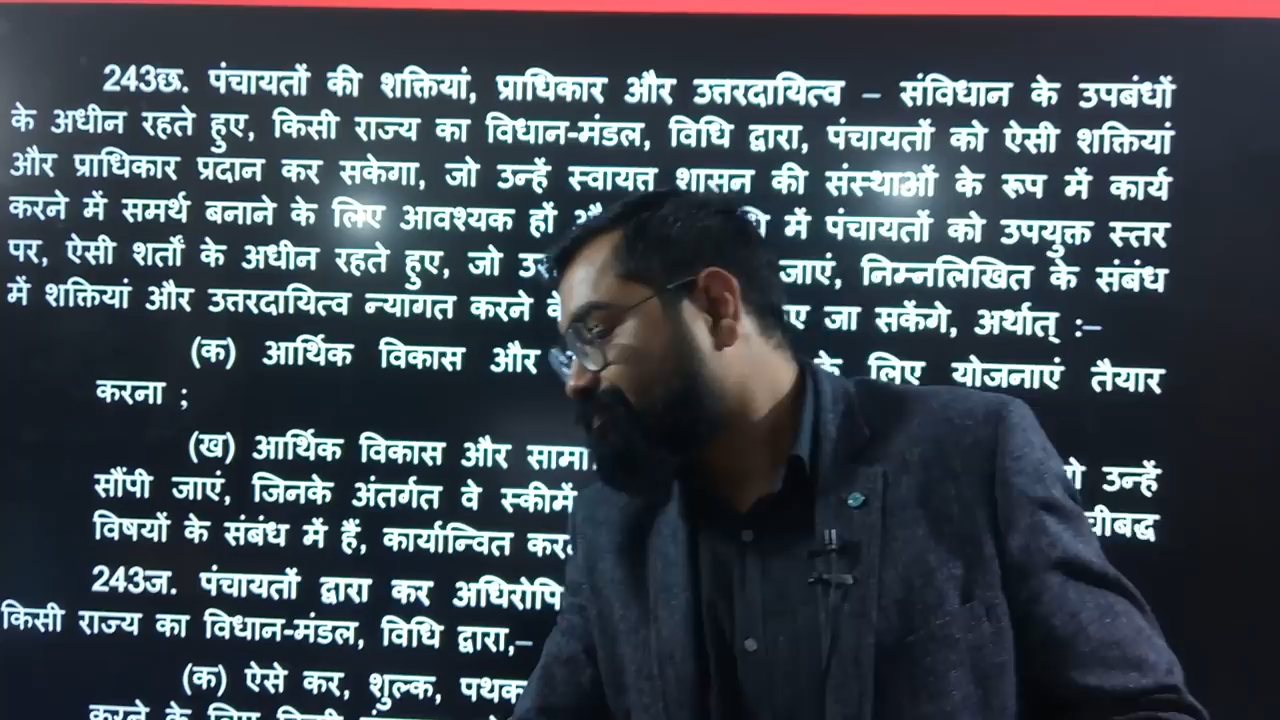 243छ. पंचायतों की शक्तियां, प्राधिकार और उत्तरदायित्व – संविधान के उपबंधों
के अधीन रहते हुए, किसी राज्य का विधान-मंडल, विधि द्वारा, पंचायतों को ऐसी शक्तियां
और प्राधिकार प्रदान कर सकेगा, जो उन्हें स्वायत्त शासन की संस्थाओं के रूप में कार्य
करने में समर्थ बनाने के लिए आवश्यक हों में पंचायतों को उपयुक्त स्तर
पर, ऐसी शर्तों के अधीन रहते हुए, जो जाएं, निम्नलिखित के संबंध
में शक्तियां और उत्तरदायित्व न्यागत करने जा सकेंगे, अर्थात् :–
(क) आर्थिक विकास और के लिए योजनाएं तैयार
करना ;
(ख) आर्थिक विकास और उन्हें
सौंपी जाएं, जिनके अंतर्गत वे स्कीमें
विषयों के संबंध में हैं, कार्यान्वित
243ज. पंचायतों द्वारा कर
किसी राज्य का विधान-मंडल, विधि द्वारा,–
(क) ऐसे कर, शुल्क,
करने के लिए